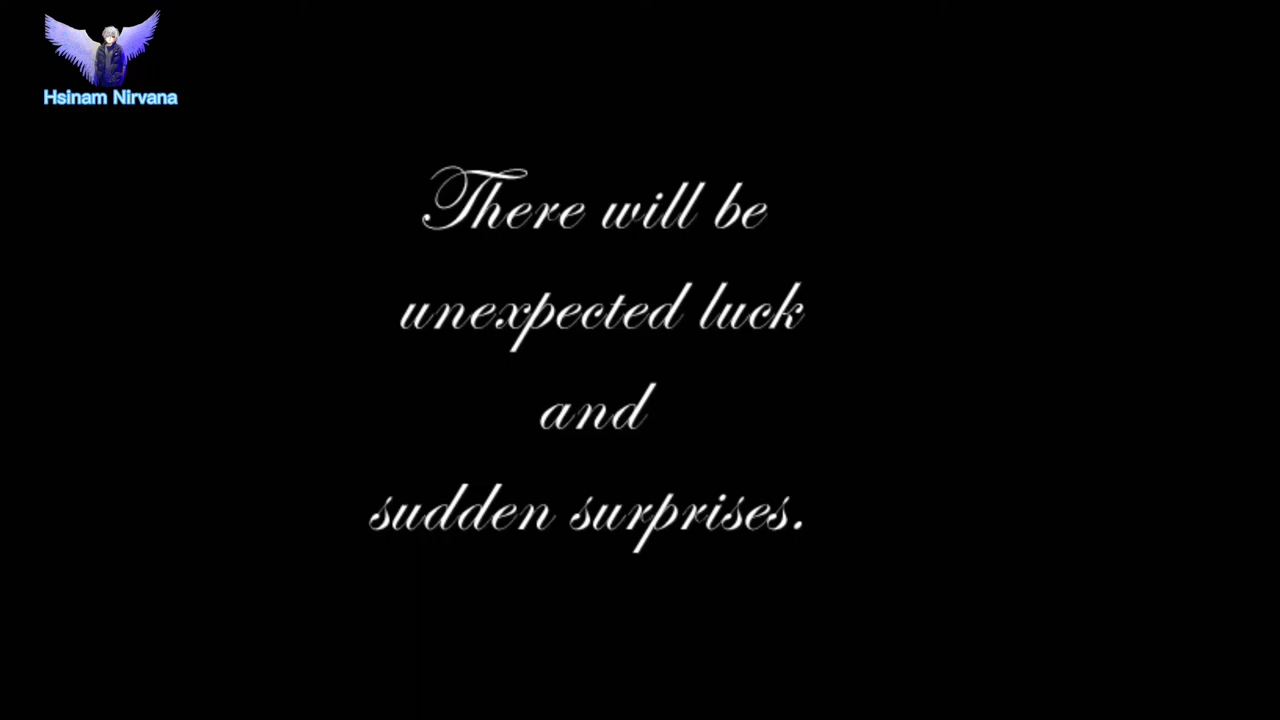 Hsinam Nirvana
There will be
unexpected luck
and
sudden surprises.